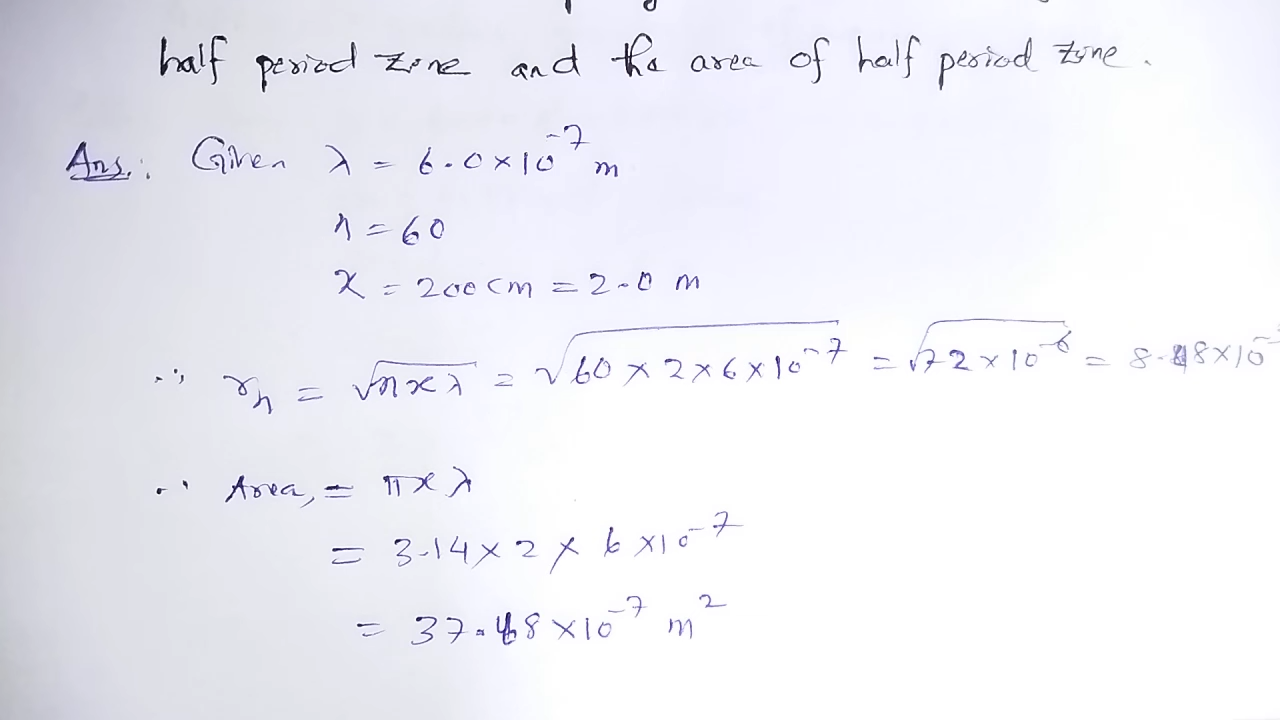 half period zone and the area of half period zone.
Ans.: Given λ = 6.0 × 10⁻⁷ m
n = 60
x = 200 cm = 2.0 m
∴ rₙ = √nxλ = √60 × 2 × 6 × 10⁻⁷ = √72 × 10⁻⁶ = 8.48 × 10⁻
∴ Area, = πxλ
= 3.14 × 2 × 6 × 10⁻⁷
= 37.68 × 10⁻⁷ m²